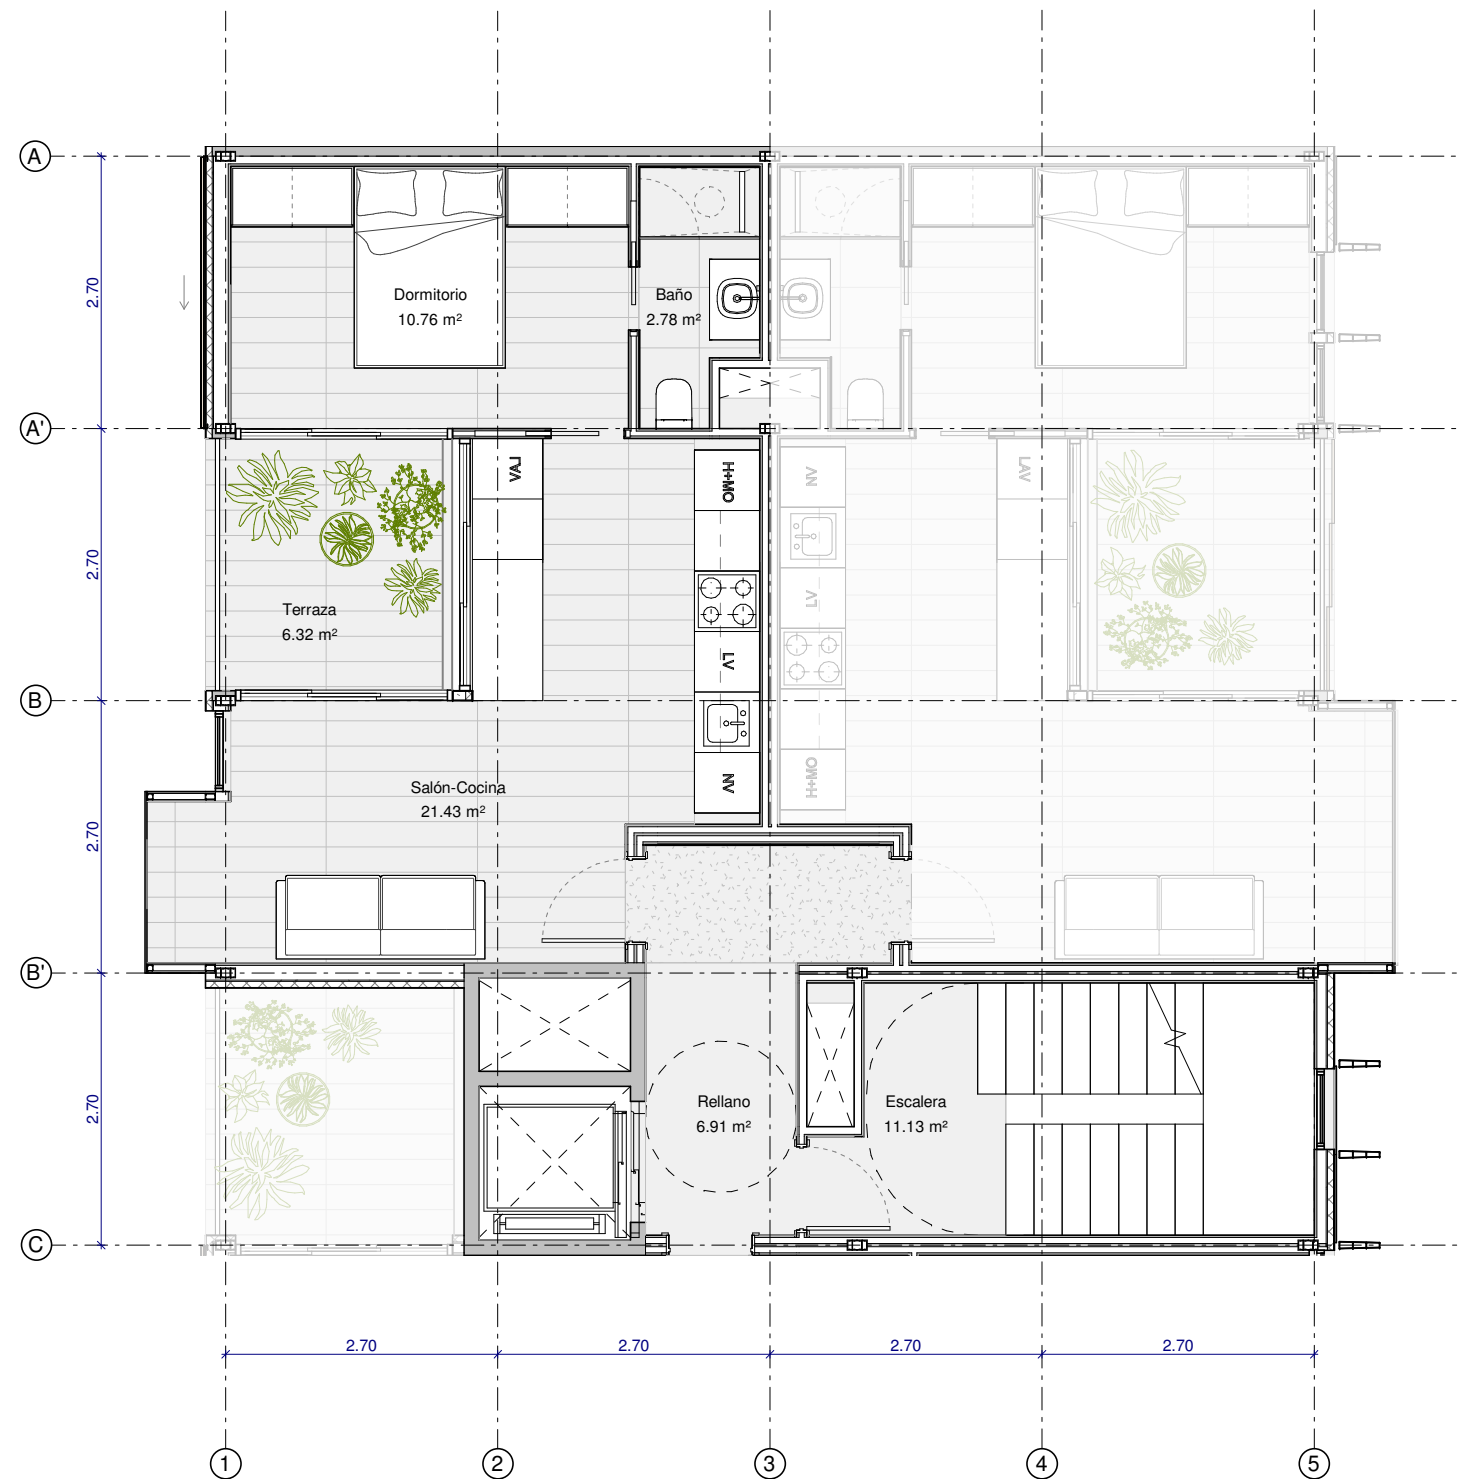 A
Dormitorio
10.76 m²
Baño
2.78 m²
2.70
A'
LAV
H+MO
NV
LAV
2.70
Terraza
6.32 m²
LV
LV
B
Salón-Cocina
21.43 m²
NV
H+MO
2.70
B'
Rellano
6.91 m²
Escalera
11.13 m²
2.70
C
2.70
2.70
2.70
2.70
1
2
3
4
5